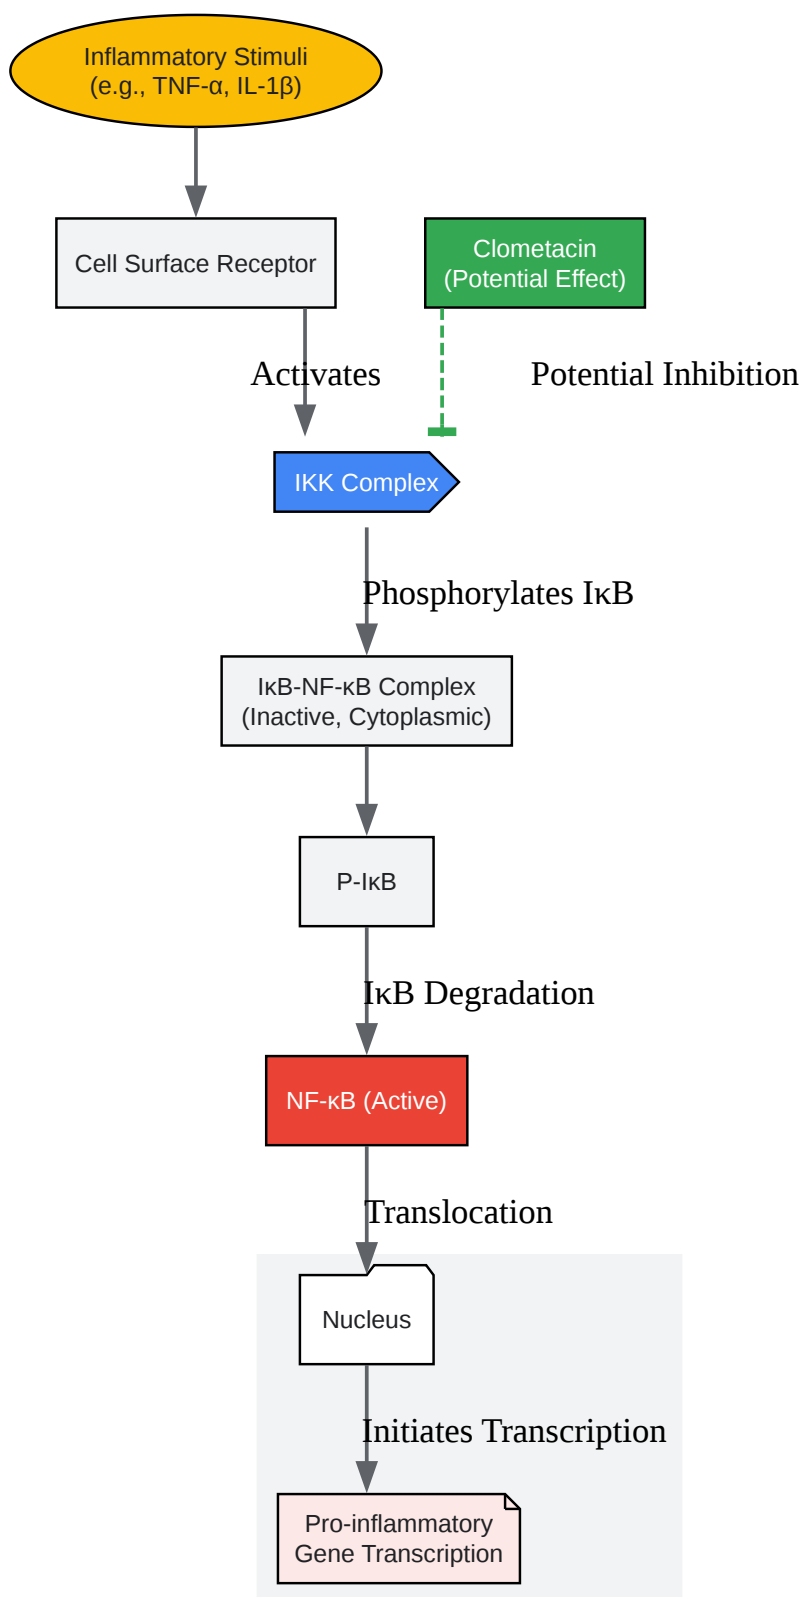 Inflammatory Stimuli
(e.g., TNF-α, IL-1β)
Cell Surface Receptor
Clometacin
(Potential Effect)
Activates
Potential Inhibition
IKK Complex
Phosphorylates IκB
IκB-NF-κB Complex
(Inactive, Cytoplasmic)
P-IκB
IκB Degradation
NF-κB (Active)
Translocation
Nucleus
Initiates Transcription
Pro-inflammatory
Gene Transcription